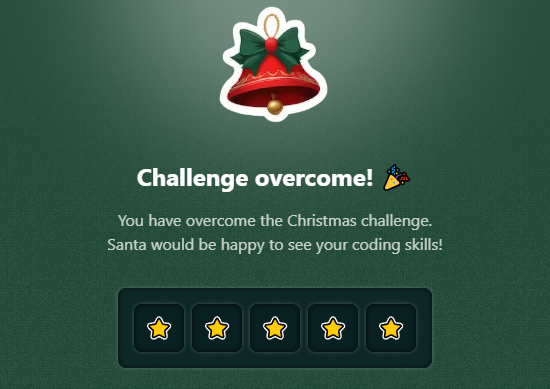 Challenge overcome! 🎉
You have overcome the Christmas challenge.
Santa would be happy to see your coding skills!